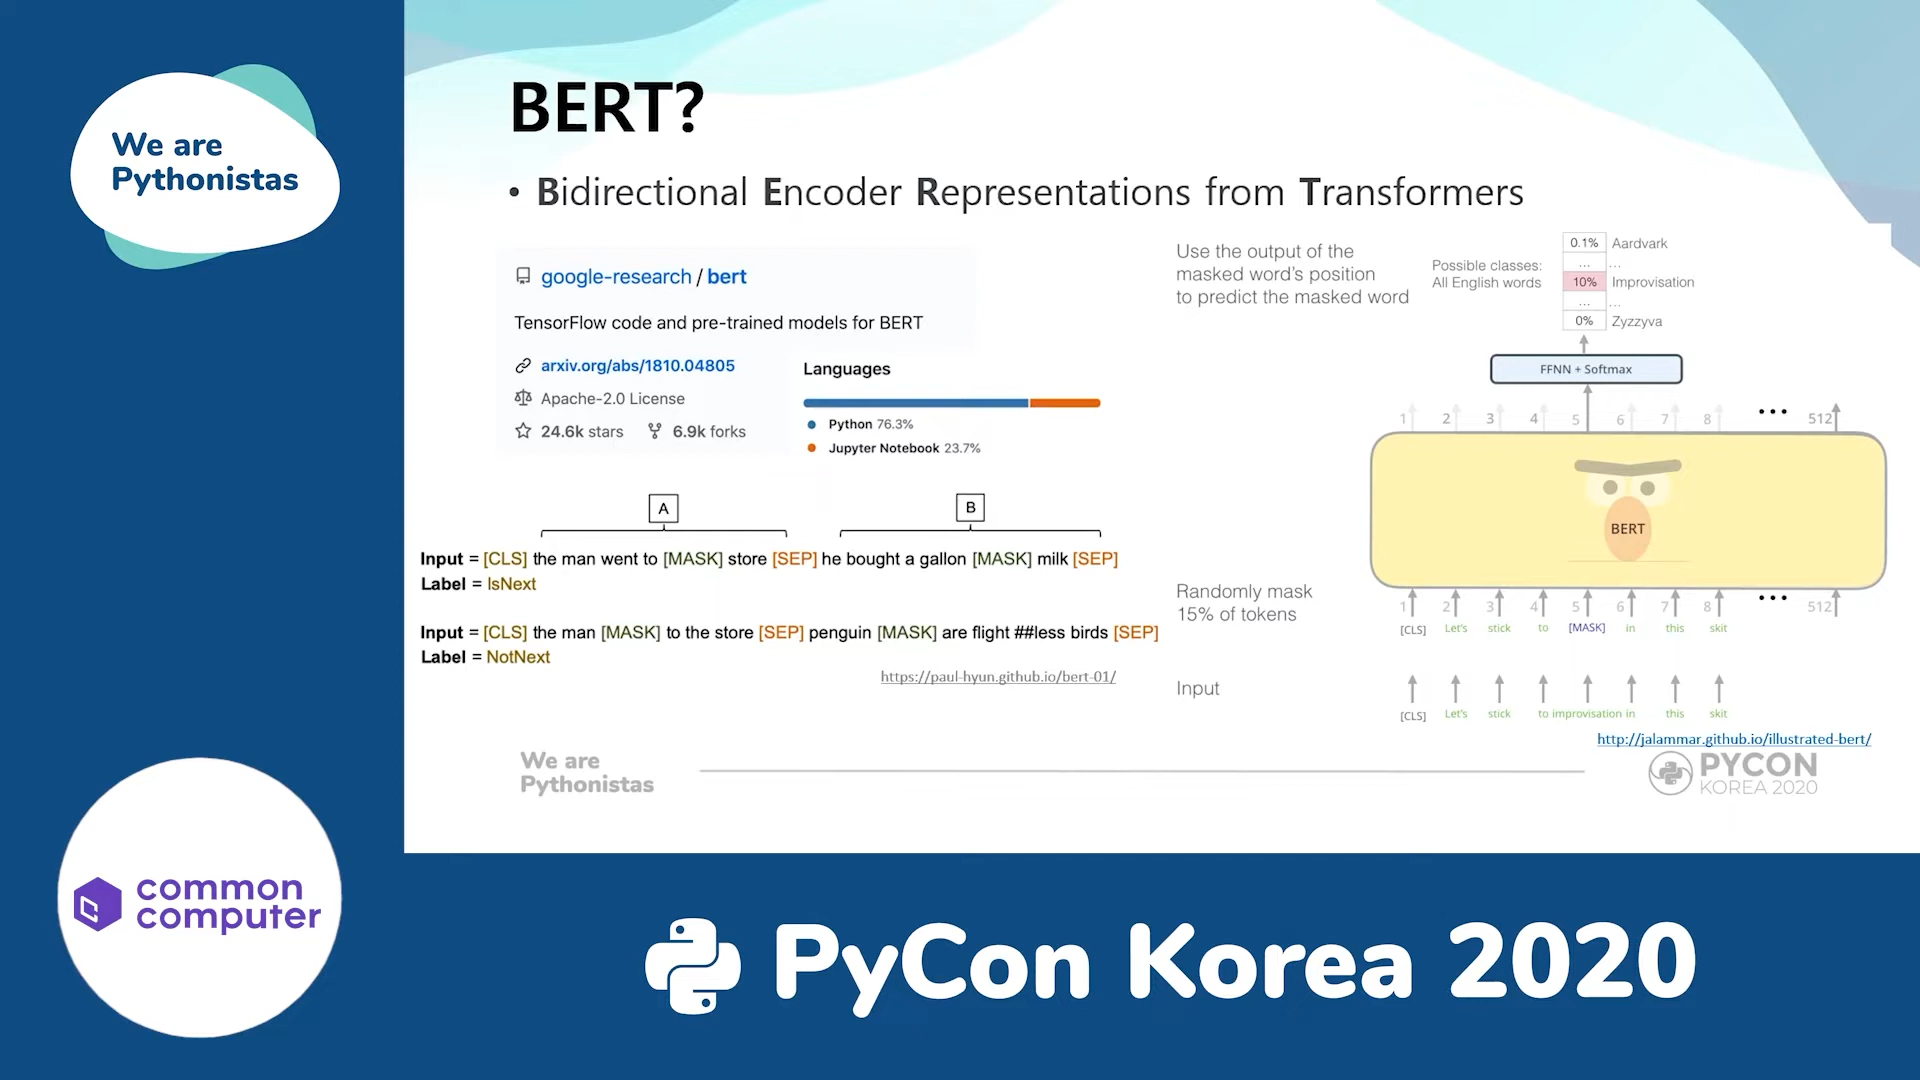 We are
Pythonistas
BERT?
• Bidirectional Encoder Representations from Transformers
google-research / bert
TensorFlow code and pre-trained models for BERT
arxiv.org/abs/1810.04805
Apache-2.0 License
24.6k stars 6.9k forks
Languages
Python 76.3%
Jupyter Notebook 23.7%
A B
Input = [CLS] the man went to [MASK] store [SEP] he bought a gallon [MASK] milk [SEP]
Label = IsNext
Input = [CLS] the man [MASK] to the store [SEP] penguin [MASK] are flight ##less birds [SEP]
Label = NotNext
https://paul-hyun.github.io/bert-01/
Use the output of the
masked word's position
to predict the masked word
Possible classes:
All English words
0.1% Aardvark
... ...
10% Improvisation
... ...
0% Zyzzyva
FFNN + Softmax
1 2 3 4 5 6 7 8 ... 512
BERT
Randomly mask
15% of tokens
1 2 3 4 5 6 7 8 ... 512
[CLS] Let's stick to [MASK] in this skit
Input
[CLS] Let's stick to improvisation in this skit
http://jalammar.github.io/illustrated-bert/
We are
Pythonistas
PYCON
KOREA 2020
common
computer
PyCon Korea 2020